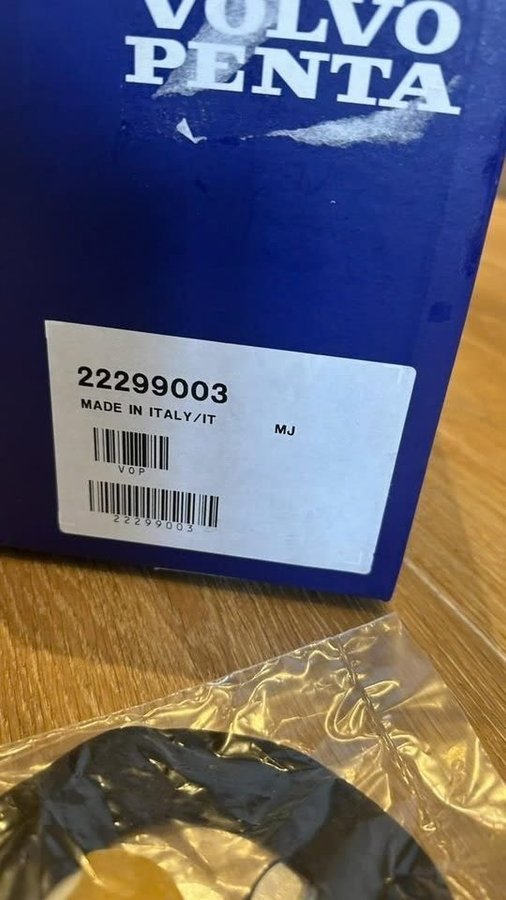 VOLVO
PENTA
22299003
MADE IN ITALY/IT
MJ
VOP
22299003